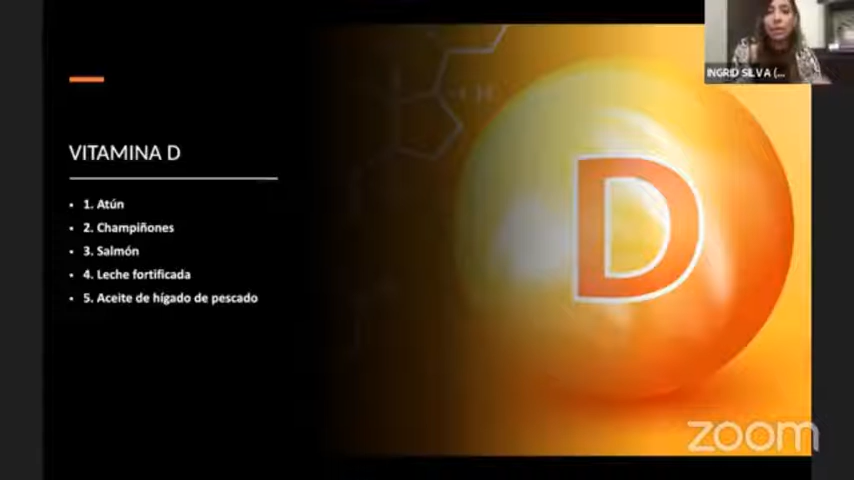 INGRID SILVA (...
VITAMINA D
1. Atún
2. Champiñones
3. Salmón
4. Leche fortificada
5. Aceite de hígado de pescado
D
zoom